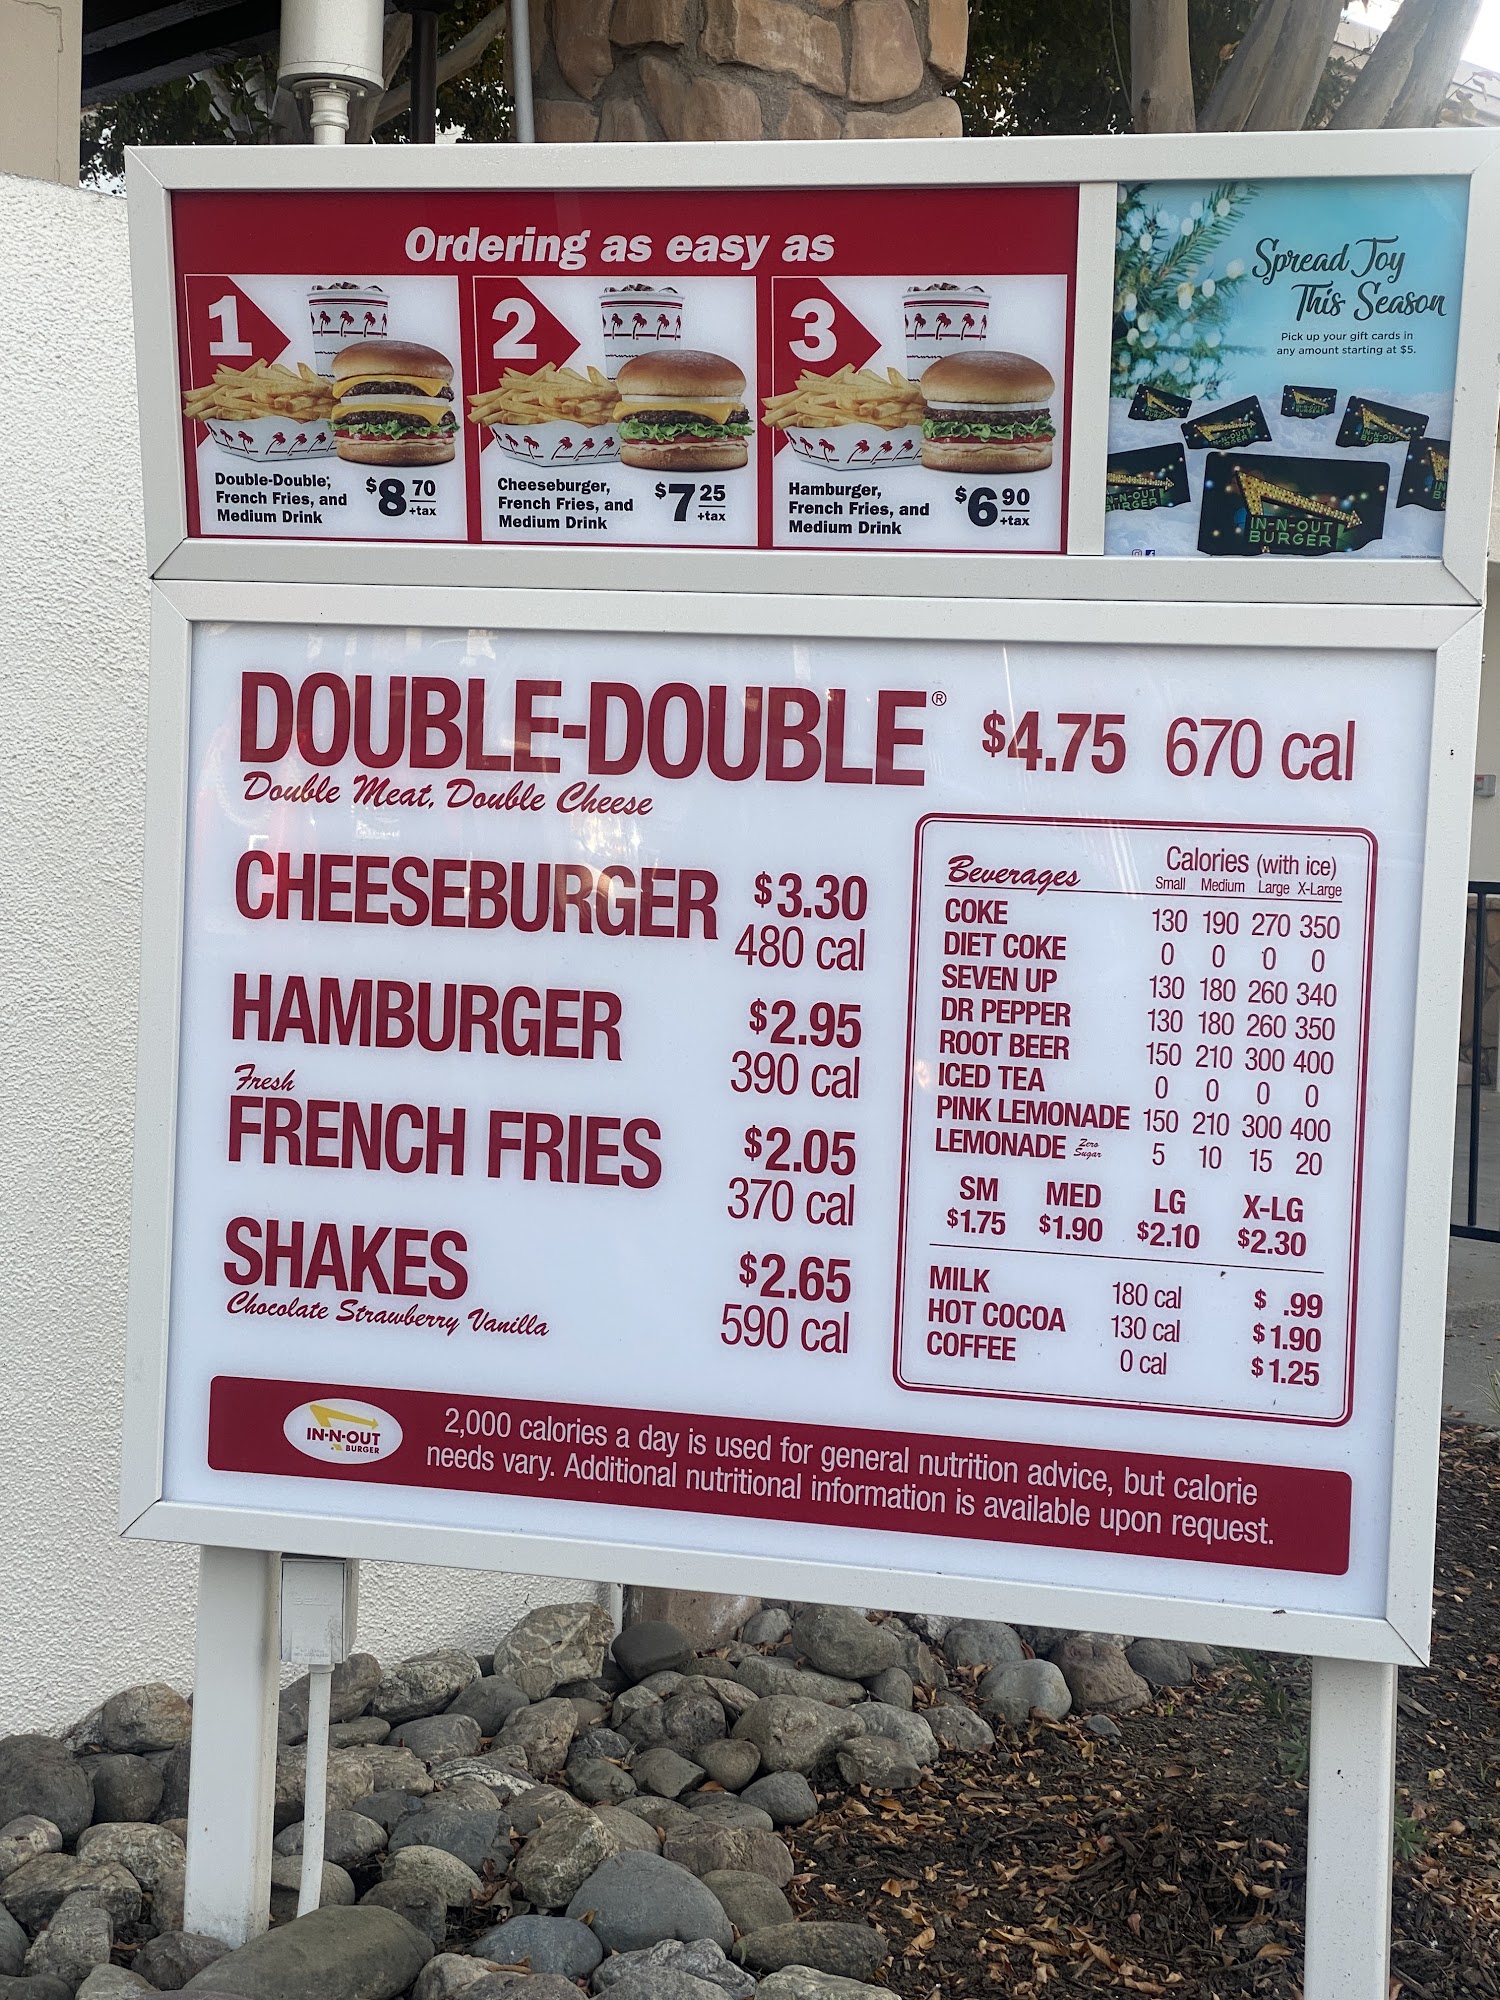 Ordering as easy as
1
Double-Double,
French Fries, and
Medium Drink
$8 70
+tax
2
Cheeseburger,
French Fries, and
Medium Drink
$7 25
+tax
3
Hamburger,
French Fries, and
Medium Drink
$6 90
+tax
Spread Joy
This Season
Pick up your gift cards in
any amount starting at $5.
IN-N-OUT
BURGER
DOUBLE-DOUBLE® $4.75 670 cal
Double Meat, Double Cheese
CHEESEBURGER $3.30
480 cal
HAMBURGER $2.95
390 cal
Fresh
FRENCH FRIES $2.05
370 cal
SHAKES $2.65
Chocolate Strawberry Vanilla 590 cal
Beverages Calories (with ice)
Small Medium Large X-Large
COKE 130 190 270 350
DIET COKE 0 0 0 0
SEVEN UP 130 180 260 340
DR PEPPER 130 180 260 350
ROOT BEER 150 210 300 400
ICED TEA 0 0 0 0
PINK LEMONADE 150 210 300 400
LEMONADE Zero Sugar 5 10 15 20
SM MED LG X-LG
$1.75 $1.90 $2.10 $2.30
MILK 180 cal $ .99
HOT COCOA 130 cal $1.90
COFFEE 0 cal $1.25
IN-N-OUT
BURGER
2,000 calories a day is used for general nutrition advice, but calorie
needs vary. Additional nutritional information is available upon request.